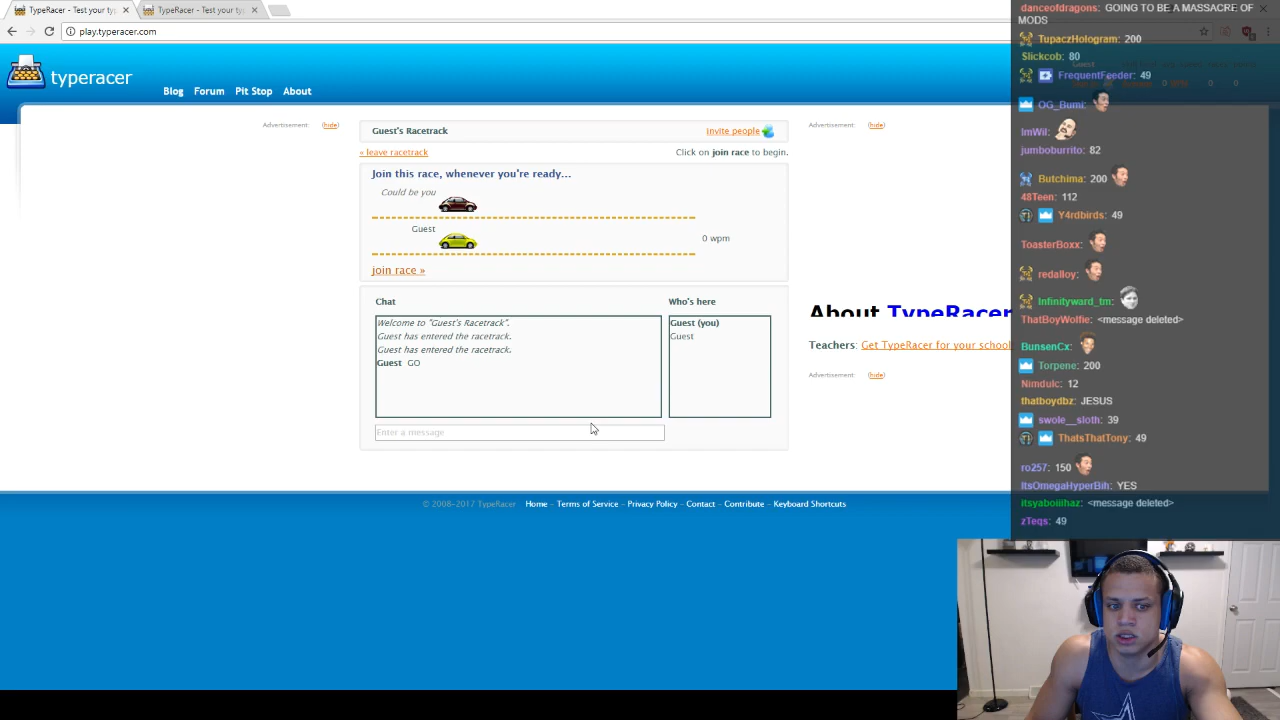 TypeRacer - Test your typ
TypeRacer - Test your typ
play.typeracer.com
typeracer
Blog Forum Pit Stop About
Advertisement: (hide)
Guest's Racetrack
invite people
Advertisement: (hide)
« leave racetrack
Click on join race to begin.
Join this race, whenever you're ready...
Could be you
Guest
0 wpm
join race »
Chat
Who's here
Welcome to "Guest's Racetrack".
Guest has entered the racetrack.
Guest has entered the racetrack.
Guest GO
Enter a message
Guest (you)
Guest
About TypeRacer
Teachers: Get TypeRacer for your school
Advertisement: (hide)
© 2008-2017 TypeRacer Home - Terms of Service - Privacy Policy - Contact - Contribute - Keyboard Shortcuts
danceofdragons: GOING TO BE A MASSACRE OF
MODS
TupaczHologram: 200
Slickcob: 80
FrequentFeeder: 49
OG_Bumi:
ImWil:
jumboburrito: 82
Butchima: 200
48Teen: 112
Y4rdbirds: 49
ToasterBoxx:
redalloy:
Infinityward_tm:
ThatBoyWolfie: <message deleted>
BunsenCx:
Torpene: 200
Nimdulc: 12
thatboydbz: JESUS
swole__sloth: 39
ThatsThatTony: 49
ro257: 150
ItsOmegaHyperBih: YES
itsyaboiiihaz: <message deleted>
zTeqs: 49